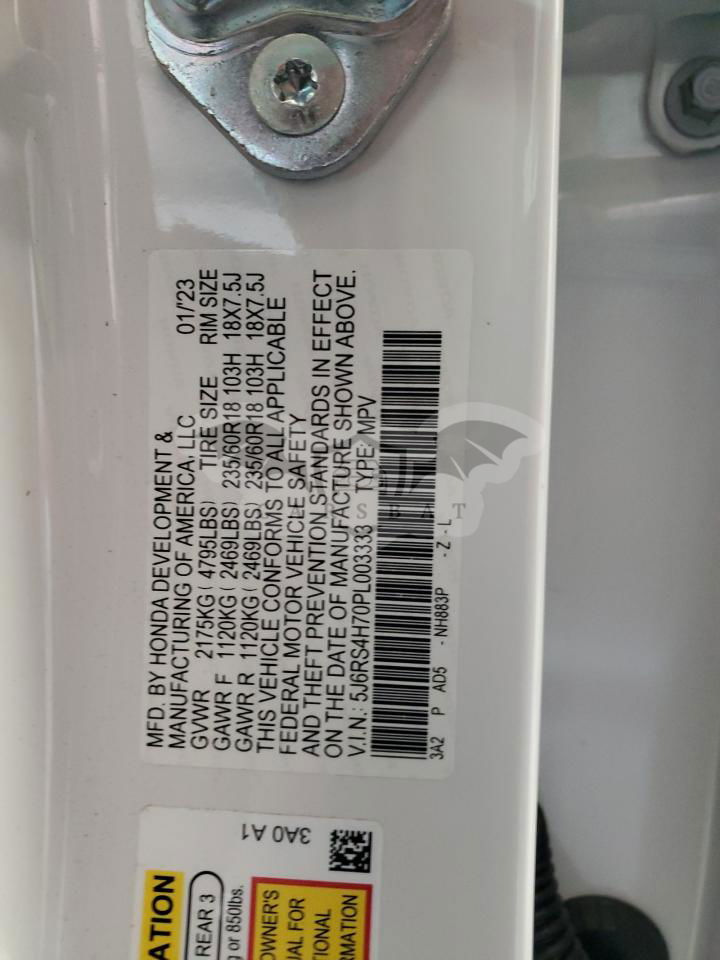 MFD. BY HONDA DEVELOPMENT &
MANUFACTURING OF AMERICA, LLC 01/'23
GVWR 2175KG ( 4795LBS) TIRE SIZE RIM SIZE
GAWR F 1120KG ( 2469LBS) 235/60R18 103H 18X7.5J
GAWR R 1120KG ( 2469LBS) 235/60R18 103H 18X7.5J
THIS VEHICLE CONFORMS TO ALL APPLICABLE
FEDERAL MOTOR VEHICLE SAFETY
AND THEFT PREVENTION STANDARDS IN EFFECT
ON THE DATE OF MANUFACTURE SHOWN ABOVE.
V.I.N.: 5J6RS4H70PL003333 TYPE: MPV
3A2 P AD5 - NH883P - Z - L
3A0 A1
ATION
REAR 3
g or 850lbs.
OWNER'S
AL FOR
TIONAL
RMATION